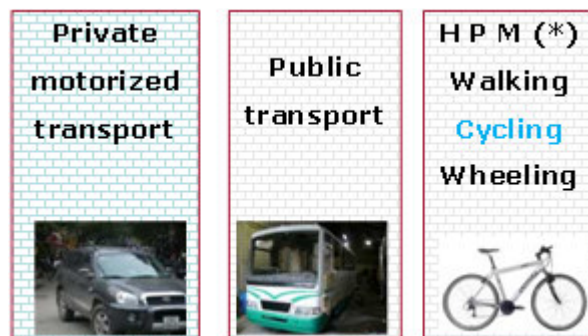 Private
motorized
transport
Public
transport
H P M (*)
Walking
Cycling
Wheeling